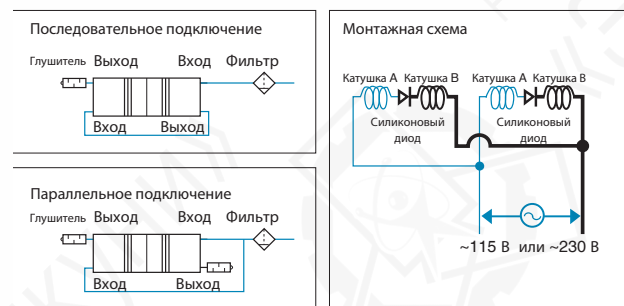 Последовательное подключение
Глушитель Выход Вход Фильтр
Вход Выход
Параллельное подключение
Глушитель Выход Вход Фильтр
Вход Выход
Монтажная схема
Катушка А Катушка В Катушка А Катушка В
Силиконовый Силиконовый
диод диод
~115 В или ~230 В